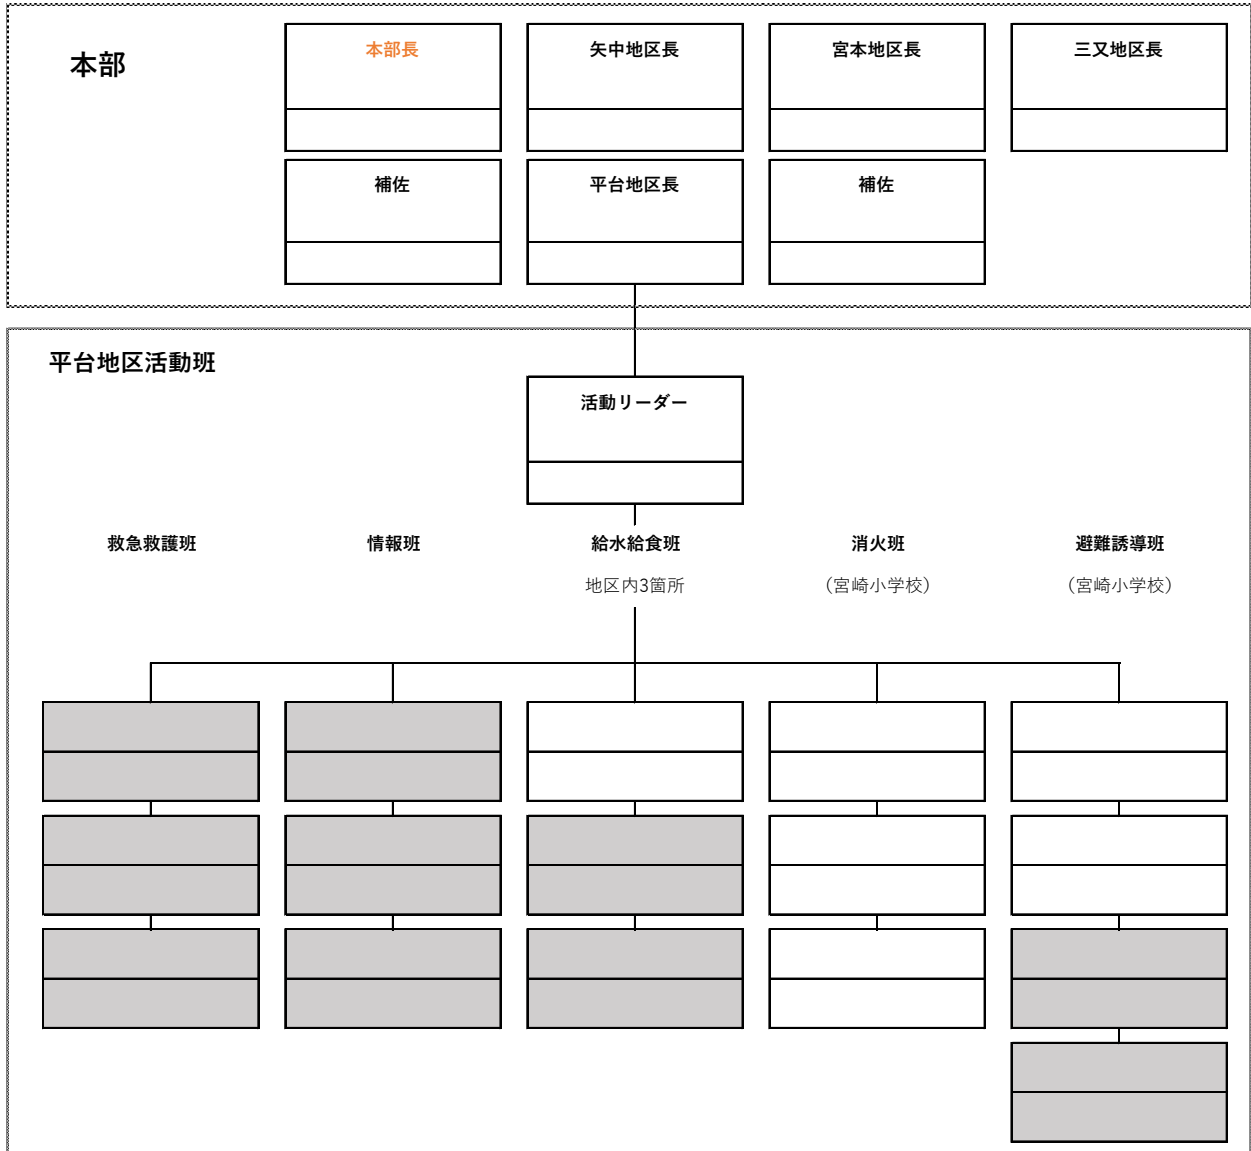 本部
本部長
矢中地区長
宮本地区長
三又地区長
補佐
平台地区長
補佐
平台地区活動班
活動リーダー
救急救護班
情報班
給水給食班
消火班
避難誘導班
地区内3箇所
(宮崎小学校)
(宮崎小学校)